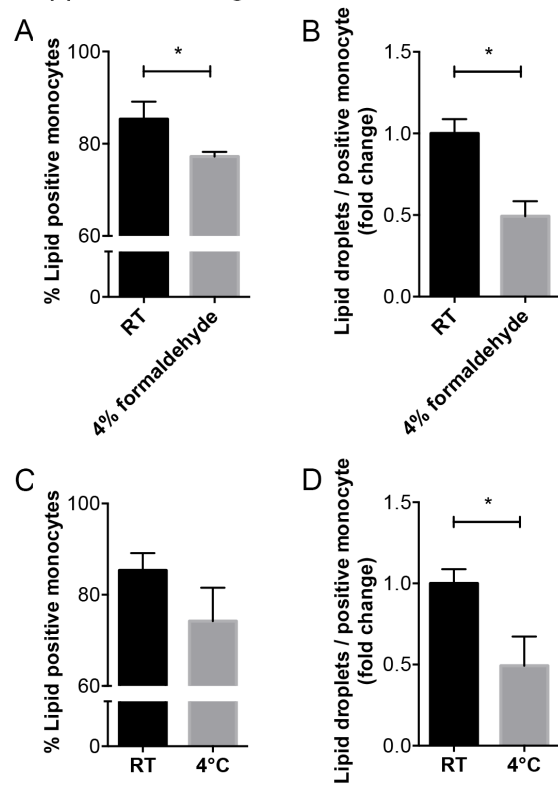 A
% Lipid positive monocytes
100
80
60
0
*
RT
4% formaldehyde
B
Lipid droplets / positive monocyte
(fold change)
1.5
1.0
0.5
0.0
*
RT
4% formaldehyde
C
% Lipid positive monocytes
100
80
60
0
RT
4°C
D
Lipid droplets / positive monocyte
(fold change)
1.5
1.0
0.5
0.0
*
RT
4°C